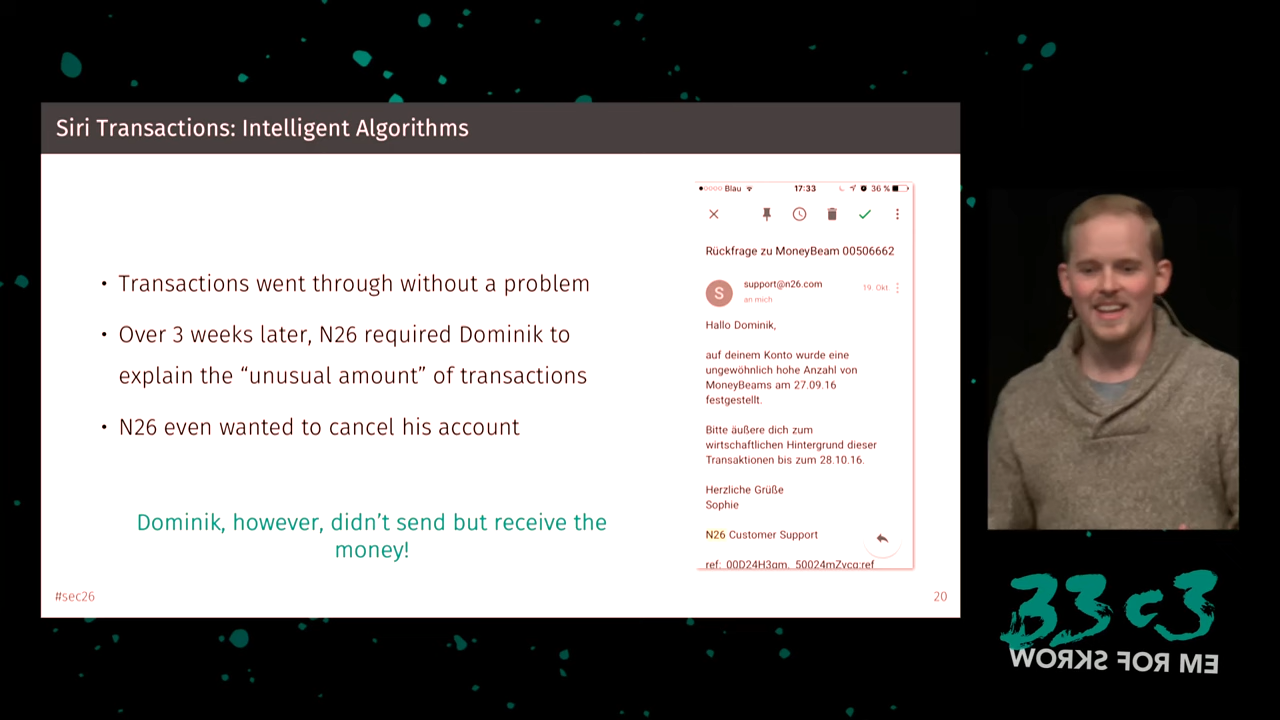 Siri Transactions: Intelligent Algorithms
• Transactions went through without a problem
• Over 3 weeks later, N26 required Dominik to
explain the “unusual amount” of transactions
• N26 even wanted to cancel his account
Dominik, however, didn’t send but receive the
money!
#sec26
20
Blau 17:33 36 %
Rückfrage zu MoneyBeam 00506662
S
support@n26.com
19. Okt
an mich
Hallo Dominik,
auf deinem Konto wurde eine
ungewöhnlich hohe Anzahl von
MoneyBeams am 27.09.16
festgestellt.
Bitte äußere dich zum
wirtschaftlichen Hintergrund dieser
Transaktionen bis zum 28.10.16.
Herzliche Grüße
Sophie
N26 Customer Support
33c3
WORKS FOR ME